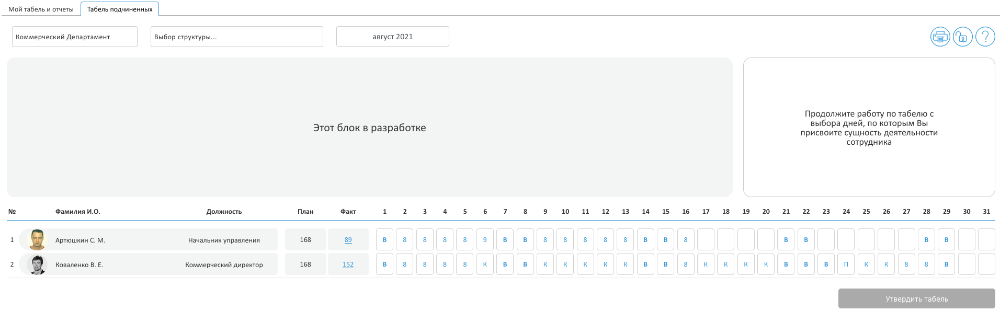 Мой табель и отчеты Табель подчиненных
Коммерческий Департамент Выбор структуры... август 2021
Этот блок в разработке
Продолжите работу по табелю с
выбора дней, по которым Вы
присвоите сущность деятельности
сотрудника
№ Фамилия И.О. Должность План Факт 1 2 3 4 5 6 7 8 9 10 11 12 13 14 15 16 17 18 19 20 21 22 23 24 25 26 27 28 29 30 31
1 Артюшкин С. М. Начальник управления 168 89 В 8 8 8 8 9 В В 8 8 8 8 8 В В 8 В В В В
2 Коваленко В. Е. Коммерческий директор 168 152 В 8 8 8 8 К В В К К К К К В В 8 К К К К В В В П К К 8 8 В
Утвердить табель